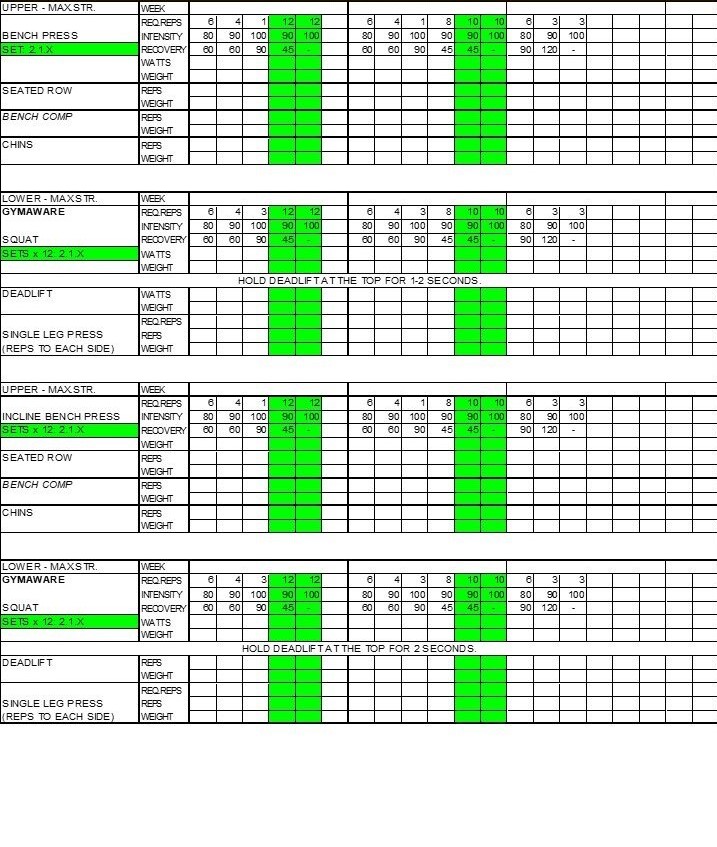 UPPER - MAX STR. WEEK
REQ.REPS 6 4 1 12 12 6 4 1 8 10 10 6 3 3
BENCH PRESS INTENSITY 80 90 100 90 100 80 90 100 90 90 100 80 90 100
SET: 2.1.X RECOVERY 60 60 90 45 - 60 60 90 45 45 - 90 120 -
WATTS
WEIGHT
SEATED ROW REPS
WEIGHT
BENCH COMP REPS
WEIGHT
CHINS REPS
WEIGHT
LOWER - MAX STR. WEEK
GYMAWARE REQ.REPS 6 4 3 12 12 6 4 3 8 10 10 6 3 3
INTENSITY 80 90 100 90 100 80 90 100 90 90 100 80 90 100
SQUAT RECOVERY 60 60 90 45 - 60 60 90 45 45 - 90 120 -
SETS x 12: 2.1.X WATTS
WEIGHT
HOLD DEADLIFT AT THE TOP FOR 1-2 SECONDS.
DEADLIFT WATTS
WEIGHT
REQ.REPS
SINGLE LEG PRESS REPS
(REPS TO EACH SIDE) WEIGHT
UPPER - MAX STR. WEEK
REQ.REPS 6 4 1 12 12 6 4 1 8 10 10 6 3 3
INCLINE BENCH PRESS INTENSITY 80 90 100 90 100 80 90 100 90 90 100 80 90 100
SETS x 12: 2.1.X RECOVERY 60 60 90 45 - 60 60 90 45 45 - 90 120 -
WEIGHT
SEATED ROW REPS
WEIGHT
BENCH COMP REPS
WEIGHT
CHINS REPS
WEIGHT
LOWER - MAX STR. WEEK
GYMAWARE REQ.REPS 6 4 3 12 12 6 4 3 8 10 10 6 3 3
INTENSITY 80 90 100 90 100 80 90 100 90 90 100 80 90 100
SQUAT RECOVERY 60 60 90 45 - 60 60 90 45 45 - 90 120 -
SETS x 12: 2.1.X WATTS
WEIGHT
HOLD DEADLIFT AT THE TOP FOR 2 SECONDS.
DEADLIFT REPS
WEIGHT
REQ.REPS
SINGLE LEG PRESS REPS
(REPS TO EACH SIDE) WEIGHT